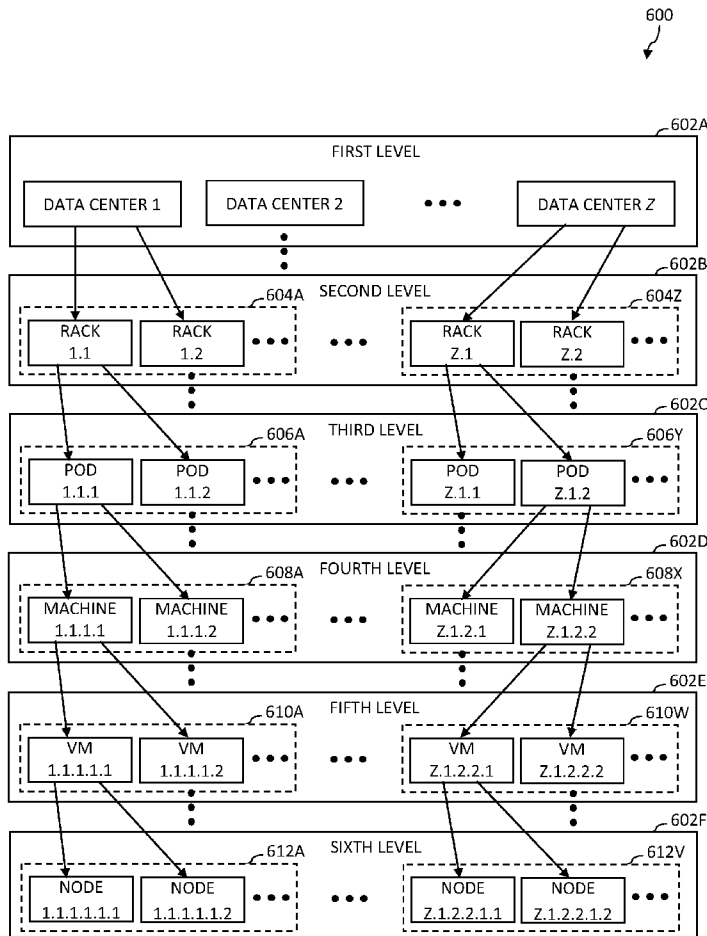 600
602A
FIRST LEVEL
DATA CENTER 1
DATA CENTER 2
DATA CENTER Z
602B
SECOND LEVEL
604A
604Z
RACK
1.1
RACK
1.2
RACK
Z.1
RACK
Z.2
602C
THIRD LEVEL
606A
606Y
POD
1.1.1
POD
1.1.2
POD
Z.1.1
POD
Z.1.2
602D
FOURTH LEVEL
608A
608X
MACHINE
1.1.1.1
MACHINE
1.1.1.2
MACHINE
Z.1.2.1
MACHINE
Z.1.2.2
602E
FIFTH LEVEL
610A
610W
VM
1.1.1.1.1
VM
1.1.1.1.2
VM
Z.1.2.2.1
VM
Z.1.2.2.2
602F
SIXTH LEVEL
612A
612V
NODE
1.1.1.1.1.1
NODE
1.1.1.1.1.2
NODE
Z.1.2.2.1.1
NODE
Z.1.2.2.1.2